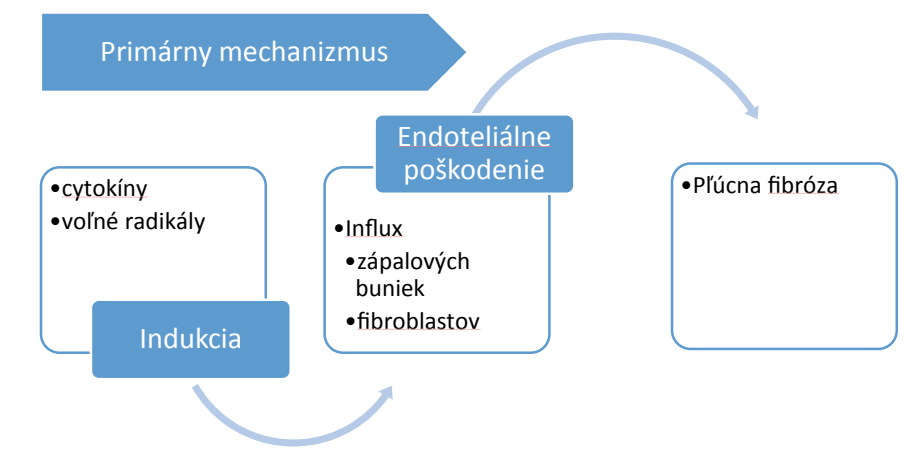 Primárny mechanizmus
•cytokíny
•voľné radikály
Indukcia
Endoteliálne
poškodenie
•Influx
•zápalových
buniek
•fibroblastov
•Pľúcna fibróza